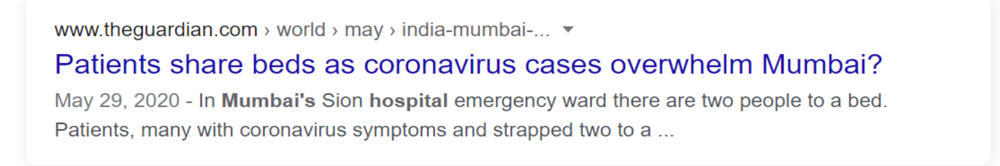 www.theguardian.com › world › may › india-mumbai-...
Patients share beds as coronavirus cases overwhelm Mumbai?
May 29, 2020 - In Mumbai's Sion hospital emergency ward there are two people to a bed.
Patients, many with coronavirus symptoms and strapped two to a ...